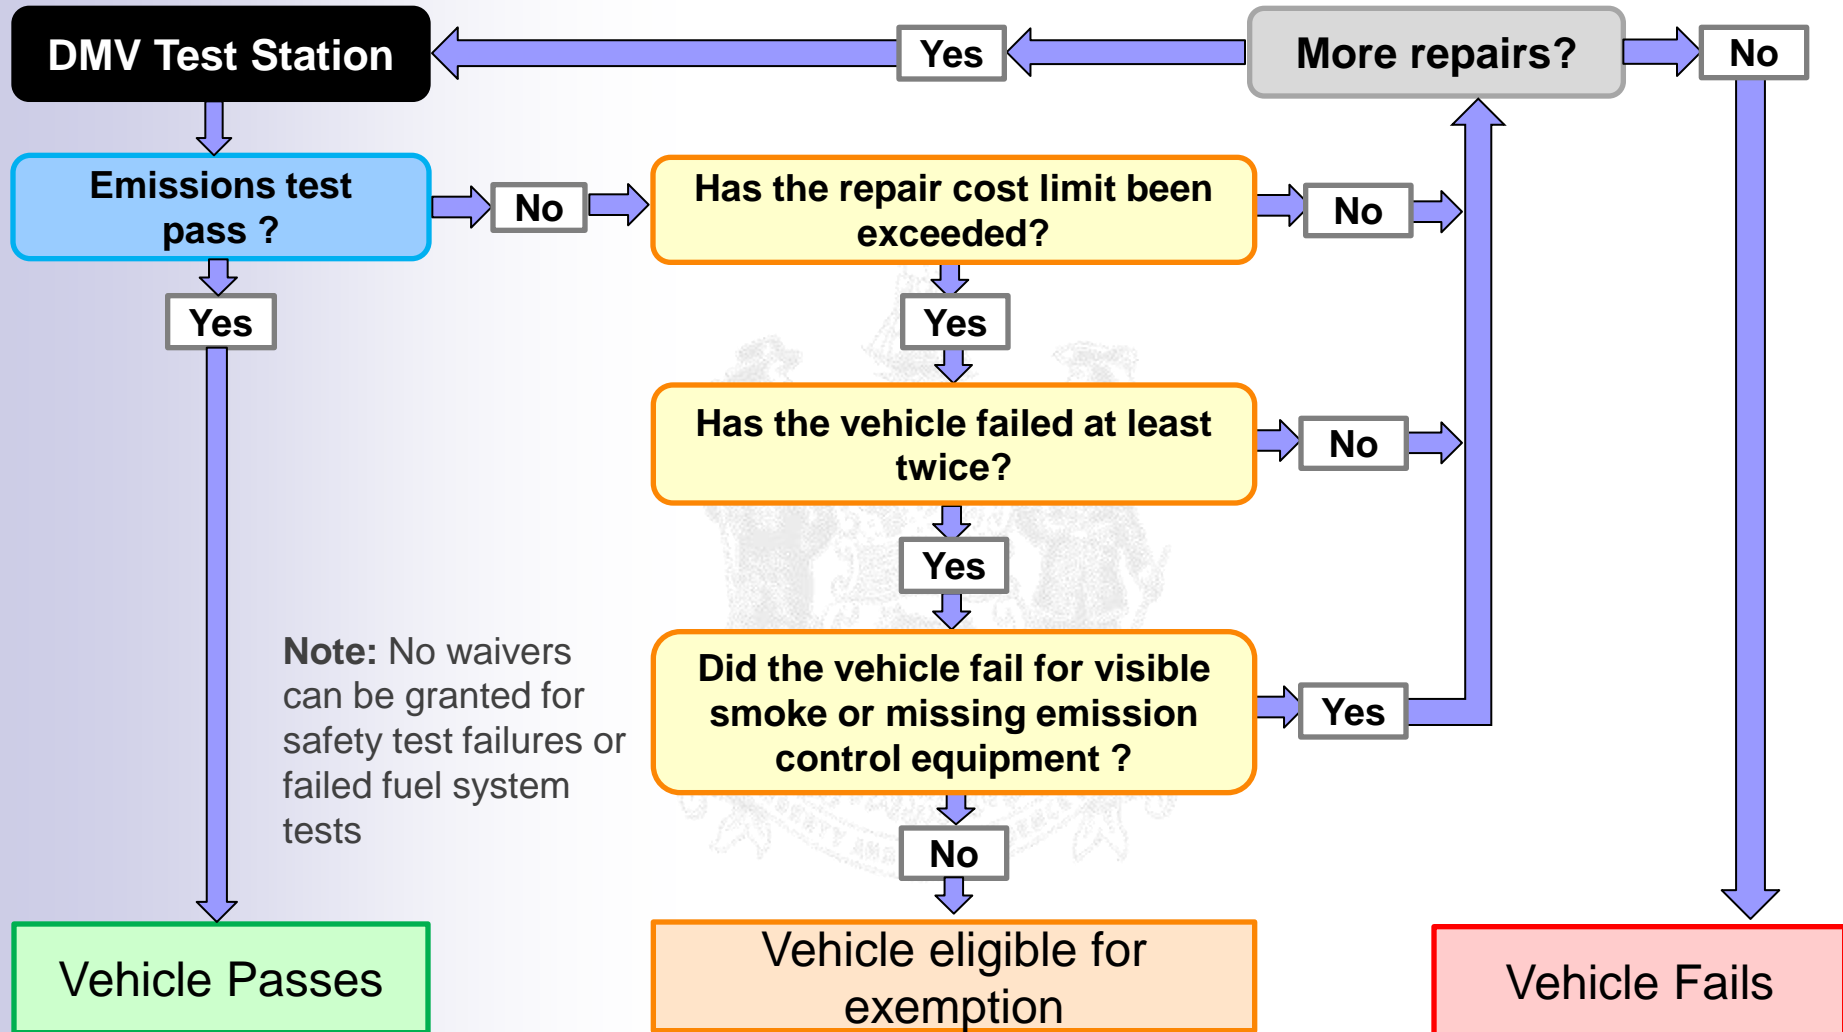 DMV Test Station
Yes
More repairs?
No
Emissions test
pass ?
No
Has the repair cost limit been
exceeded?
No
Yes
Yes
Has the vehicle failed at least
twice?
No
Yes
Note: No waivers
can be granted for
safety test failures or
failed fuel system
tests
Did the vehicle fail for visible
smoke or missing emission
control equipment ?
Yes
No
Vehicle Passes
Vehicle eligible for
exemption
Vehicle Fails